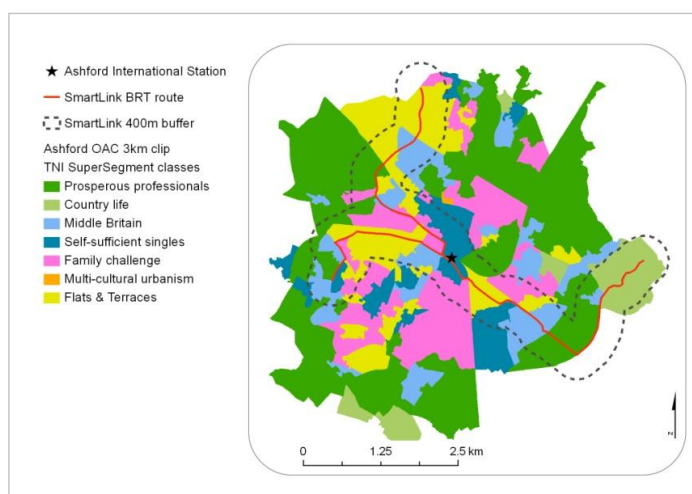 Ashford International Station
SmartLink BRT route
SmartLink 400m buffer
Ashford OAC 3km clip
TNI SuperSegment classes
Prosperous professionals
Country life
Middle Britain
Self-sufficient singles
Family challenge
Multi-cultural urbanism
Flats & Terraces
0 1.25 2.5 km
N